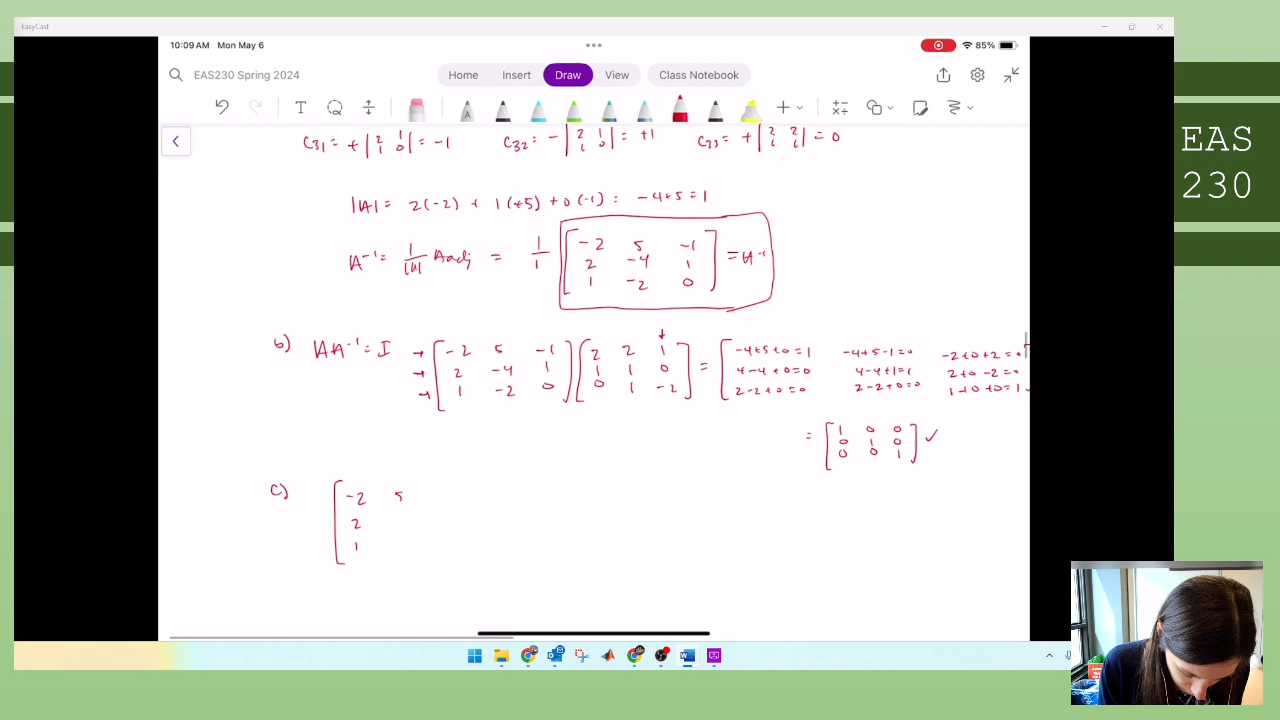 EasyCast
10:09 AM Mon May 6
85%
EAS230 Spring 2024
Home Insert Draw View Class Notebook
EAS
230
C31 = + |2 1 = -1 C32 = - |2 1 = +1 C33 = + |2 2 = 0
1 0| 1 0| 1 1|
|A| = 2(-2) + 1(+5) + 0(-1) = -4+5 = 1
A⁻¹ = 1/|A| Aadj = 1/1 [-2 5 -1
2 -4 1
1 -2 0] = A⁻¹
b) AA⁻¹ = I
→ [-2 5 -1] [2 2 1] = [-4+5+0=1 -4+5-1=0 -2+0+2=0
→ 2 -4 1 1 1 0 4-4+0=0 4-4+1=1 2+0-2=0
→ 1 -2 0 0 1 -2 2-2+0=0 2-2+0=0 1+0+0=1
= [1 0 0
0 1 0
0 0 1] ✓
c) [-2 5
2
1